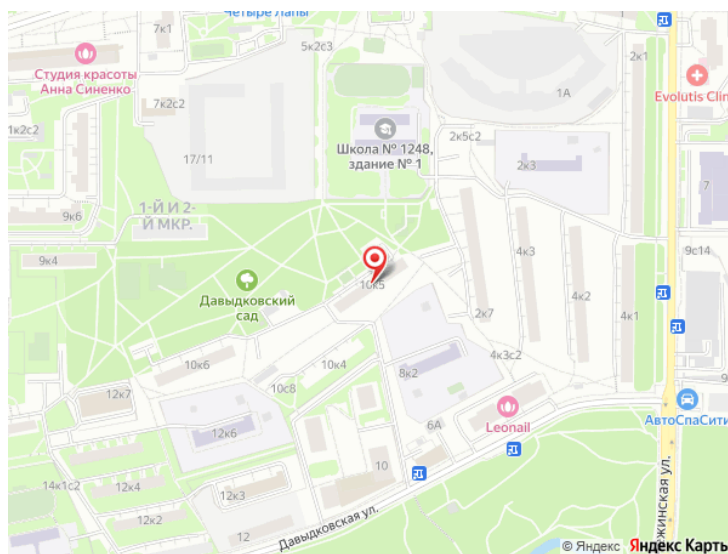 Четыре Лапы
7к1
5к2с3
2к1
Студия красоты
Анна Синенко
Evolutis Clin
7к2с2
1А
1к2с2
2к5с2
Школа № 1248,
здание № 1
17/11
2к3
7
1-Й И 2-
Й МКР.
9к6
4к3
9с14
9к4
10к5
Давыдковский
сад
4к2
2к7
4к1
4к3с2
10к6
10к4
8к2
10с8
12к7
Leonail
АвтоСпаСити
6А
12к6
10
14к1с2
12к4
12к3
12к2
12
Давыдковская ул.
жинская ул.
© Яндекс Яндекс Карты